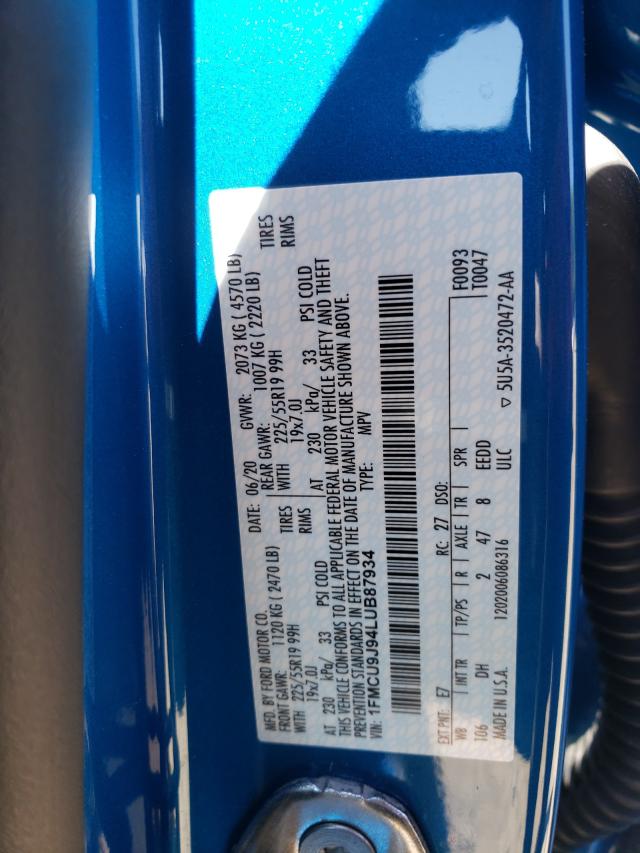 MFD. BY FORD MOTOR CO.
DATE: 06/20 GVWR: 2073 KG ( 4570 LB)
FRONT GAWR: 1120 KG ( 2470 LB) REAR GAWR: 1007 KG ( 2220 LB)
WITH 225/55R19 99H TIRES WITH 225/55R19 99H TIRES
19x7.0J RIMS 19x7.0J RIMS
AT 230 kPa/ 33 PSI COLD AT 230 kPa/ 33 PSI COLD
THIS VEHICLE CONFORMS TO ALL APPLICABLE FEDERAL MOTOR VEHICLE SAFETY AND THEFT
PREVENTION STANDARDS IN EFFECT ON THE DATE OF MANUFACTURE SHOWN ABOVE.
VIN: 1FMCU9J94LUB87934 TYPE: MPV
F0093
T0047
EXT PNT: E7 RC: 27 DSO:
WB INT TR TP/PS R AXLE TR SPR
106 DH 2 47 8 EEDD
MADE IN U.S.A. 1202006086316 ULC ▽ 5U5A-3520472-AA